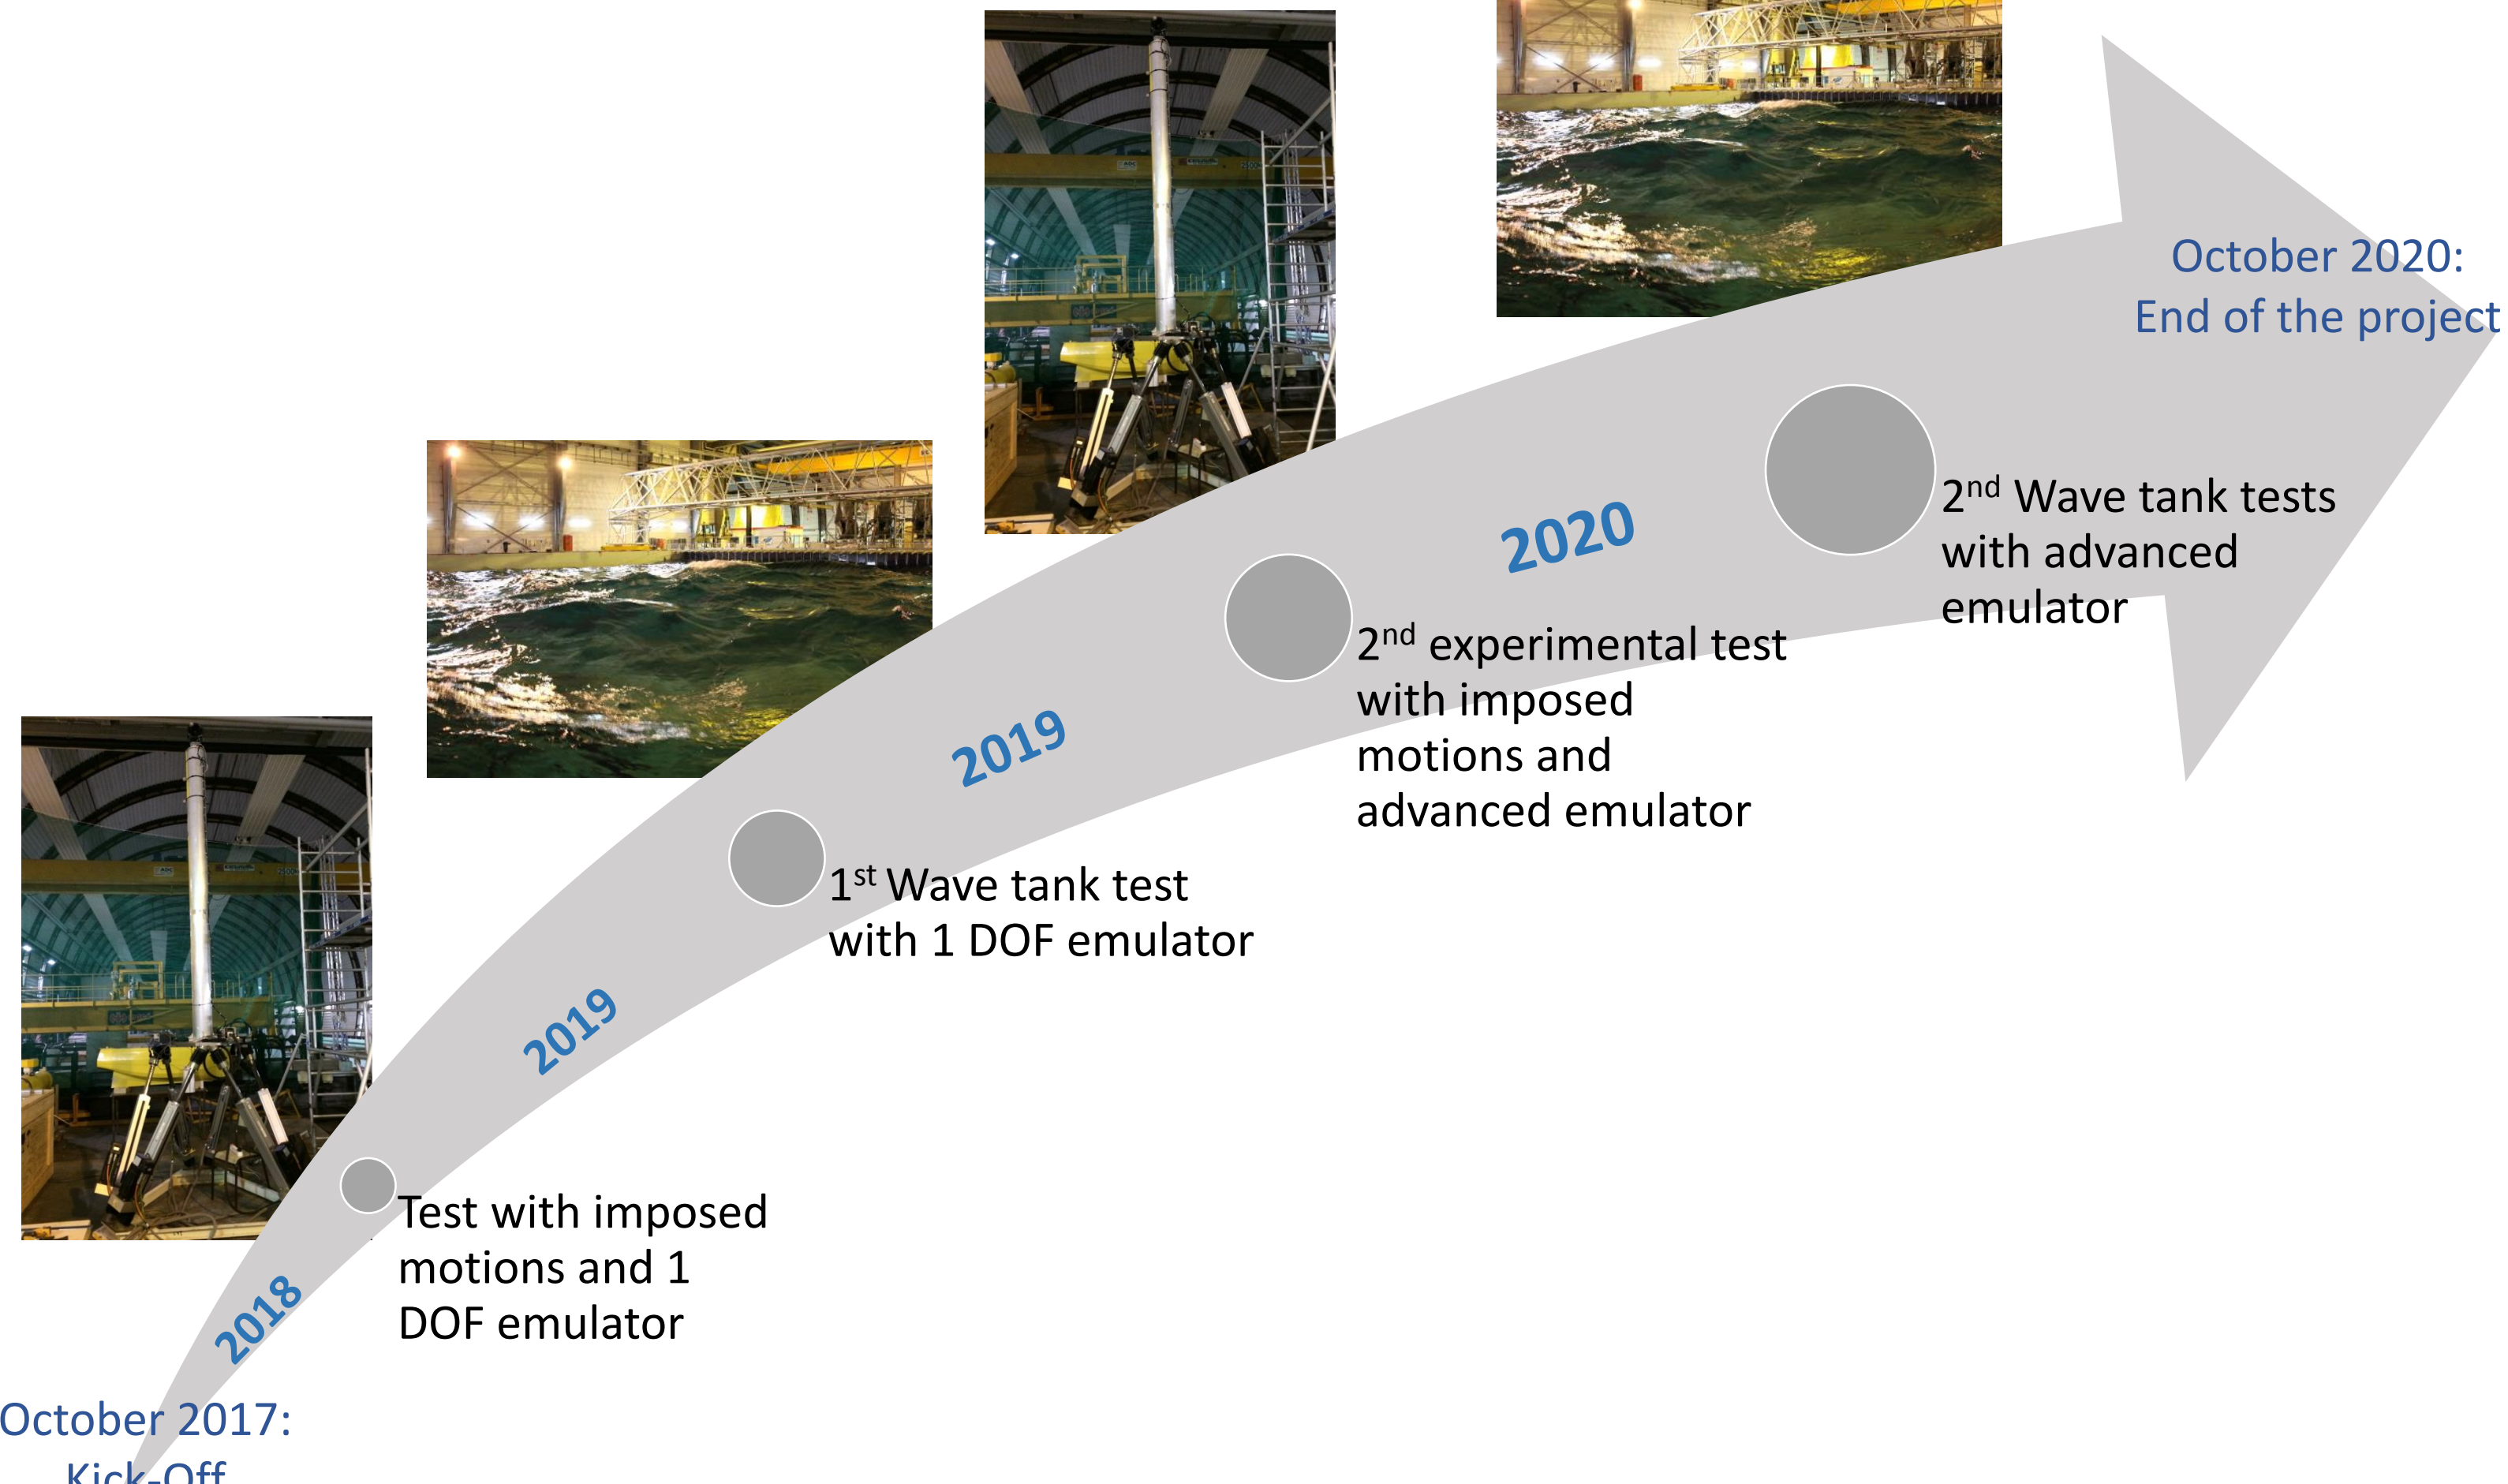 October 2017:
Kick-Off
2018
Test with imposed
motions and 1
DOF emulator
2019
1st Wave tank test
with 1 DOF emulator
2019
2nd experimental test
with imposed
motions and
advanced emulator
2020
2nd Wave tank tests
with advanced
emulator
October 2020:
End of the project